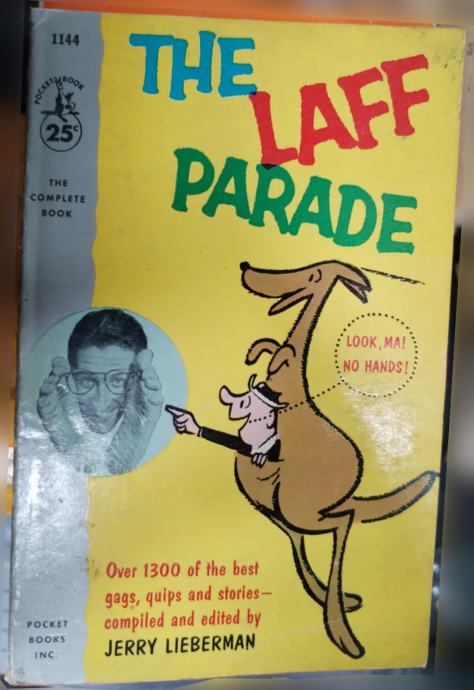 1144
POCKET BOOK
25¢
THE
COMPLETE
BOOK
THE
LAFF
PARADE
LOOK, MA!
NO HANDS!
Over 1300 of the best
gags, quips and stories—
compiled and edited by
JERRY LIEBERMAN
POCKET
BOOKS
INC.